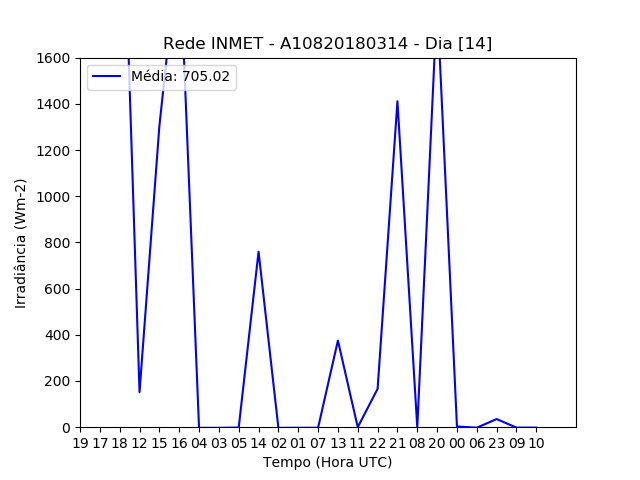 Rede INMET - A10820180314 - Dia [14]
Média: 705.02
1600
1400
1200
1000
800
600
400
200
0
Irradiância (Wm-2)
19 17 18 12 15 16 04 03 05 14 02 01 07 13 11 22 21 08 20 00 06 23 09 10
Tempo (Hora UTC)